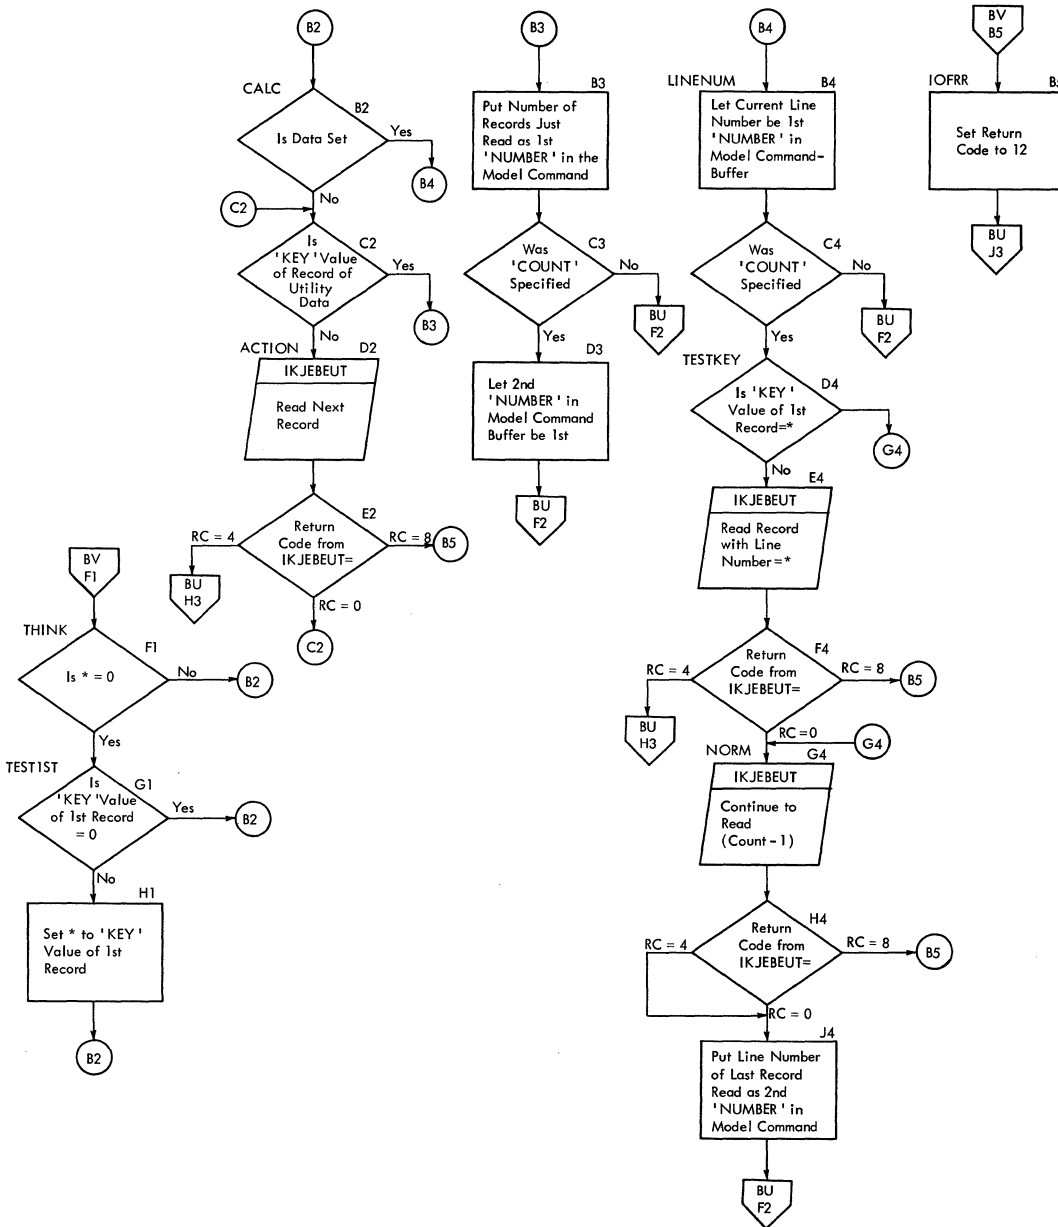 B2
CALC
B2
Is Data Set
Yes
B4
No
C2
C2
Is
'KEY' Value
of Record of
Utility
Data
Yes
B3
No
ACTION
D2
IKJEBEUT
Read Next
Record
E2
Return
Code from
IKJEBEUT=
RC = 4
RC = 8
B5
BU
H3
RC = 0
C2
BV
F1
THINK
F1
Is * = 0
No
B2
Yes
TEST1ST
G1
Is
'KEY' Value
of 1st Record
= 0
Yes
B2
No
H1
Set * to 'KEY'
Value of 1st
Record
B2
B3
B3
Put Number of
Records Just
Read as 1st
'NUMBER' in the
Model Command
C3
Was
'COUNT'
Specified
No
BU
F2
Yes
D3
Let 2nd
'NUMBER' in
Model Command
Buffer be 1st
BU
F2
B4
LINENUM
B4
Let Current Line
Number be 1st
'NUMBER' in
Model Command-
Buffer
C4
Was
'COUNT'
Specified
No
BU
F2
Yes
TESTKEY
D4
Is 'KEY'
Value of 1st
Record=*
G4
No
E4
IKJEBEUT
Read Record
with Line
Number=*
F4
Return
Code from
IKJEBEUT=
RC = 4
RC = 8
B5
BU
H3
RC=0
G4
NORM
G4
IKJEBEUT
Continue to
Read
(Count-1)
H4
Return
Code from
IKJEBEUT=
RC = 4
RC = 8
B5
RC = 0
J4
Put Line Number
of Last Record
Read as 2nd
'NUMBER' in
Model Command
BU
F2
BV
B5
IOFRR
Set Return
Code to 12
BU
J3